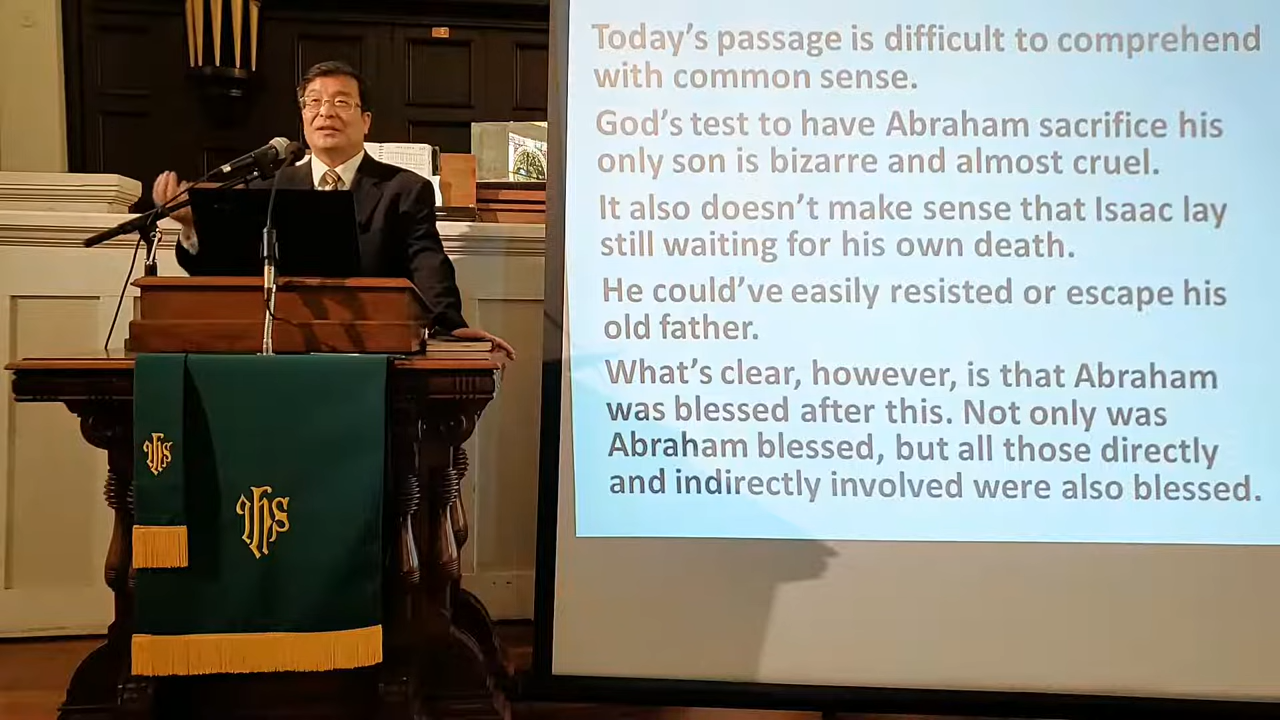 Today's passage is difficult to comprehend
with common sense.
God's test to have Abraham sacrifice his
only son is bizarre and almost cruel.
It also doesn't make sense that Isaac lay
still waiting for his own death.
He could've easily resisted or escape his
old father.
What's clear, however, is that Abraham
was blessed after this. Not only was
Abraham blessed, but all those directly
and indirectly involved were also blessed.
ihs
ihs